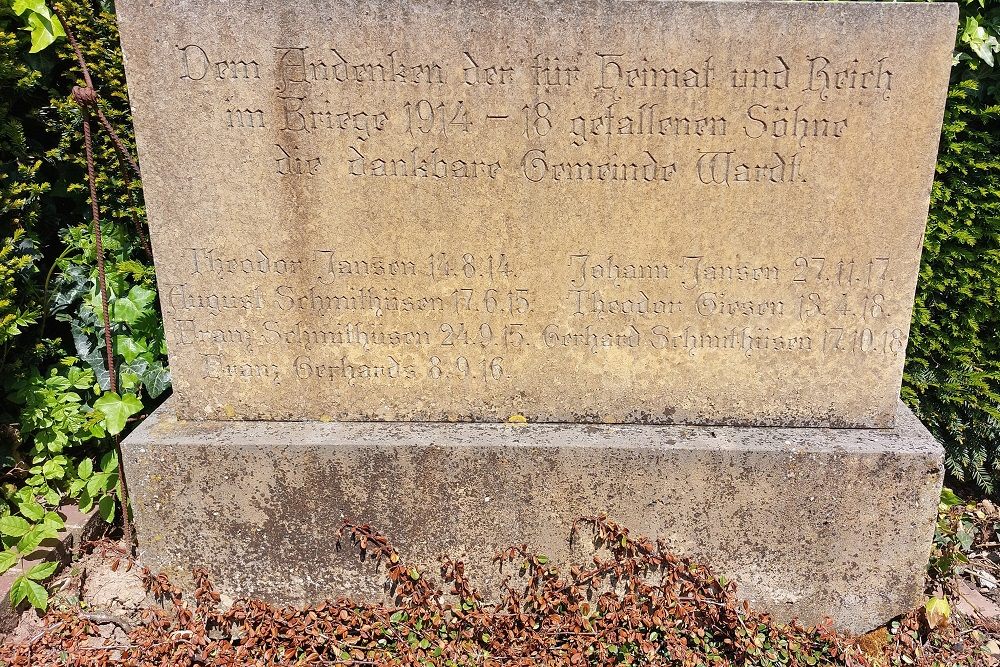 Dem Andenken der für Heimat und Reich
im Kriege 1914 – 18 gefallenen Söhne
die dankbare Gemeinde Wardt.
Theodor Jansen 14.8.14. Johann Jansen 27.11.17.
August Schmithüsen 17.6.15. Theodor Giesen 13.4.18.
Franz Schmithüsen 24.9.15. Gerhard Schmithüsen 17.10.18.
Franz Gerhards 8.9.16.